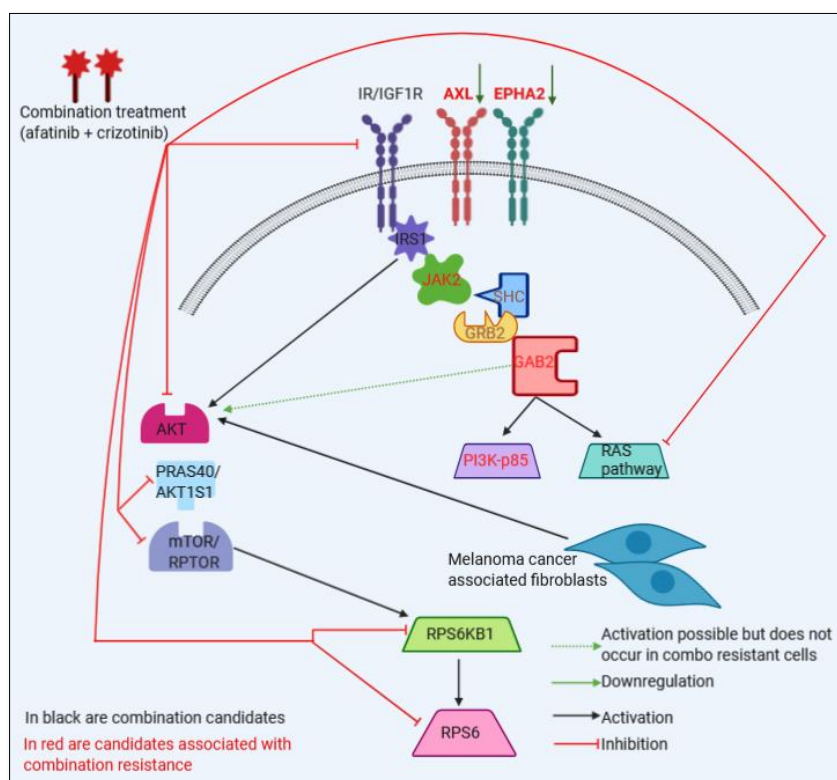 Combination treatment
(afatinib + crizotinib)
IR/IGF1R
AXL
EPHA2
IRS1
JAK2
SHC
GRB2
GAB2
AKT
PI3K-p85
RAS
pathway
PRAS40/
AKT1S1
mTOR/
RPTOR
Melanoma cancer
associated fibroblasts
RPS6KB1
RPS6
Activation possible but does not
occur in combo resistant cells
Downregulation
Activation
Inhibition
In black are combination candidates
In red are candidates associated with
combination resistance